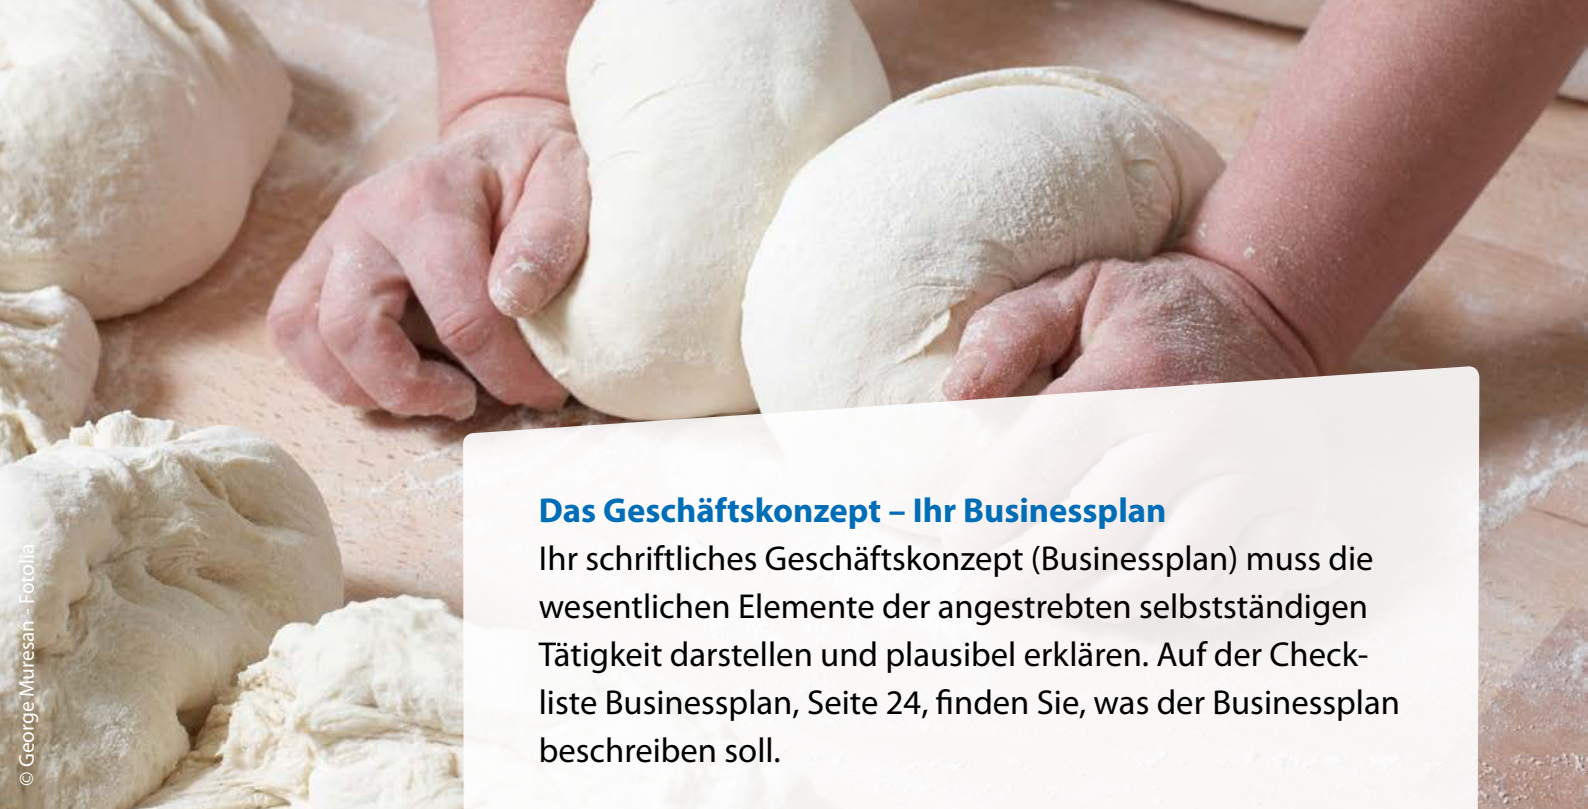 Das Geschäftskonzept – Ihr Businessplan
Ihr schriftliches Geschäftskonzept (Businessplan) muss die
wesentlichen Elemente der angestrebten selbstständigen
Tätigkeit darstellen und plausibel erklären. Auf der Check-
liste Businessplan, Seite 24, finden Sie, was der Businessplan
beschreiben soll.
© George Muresan - Fotolia